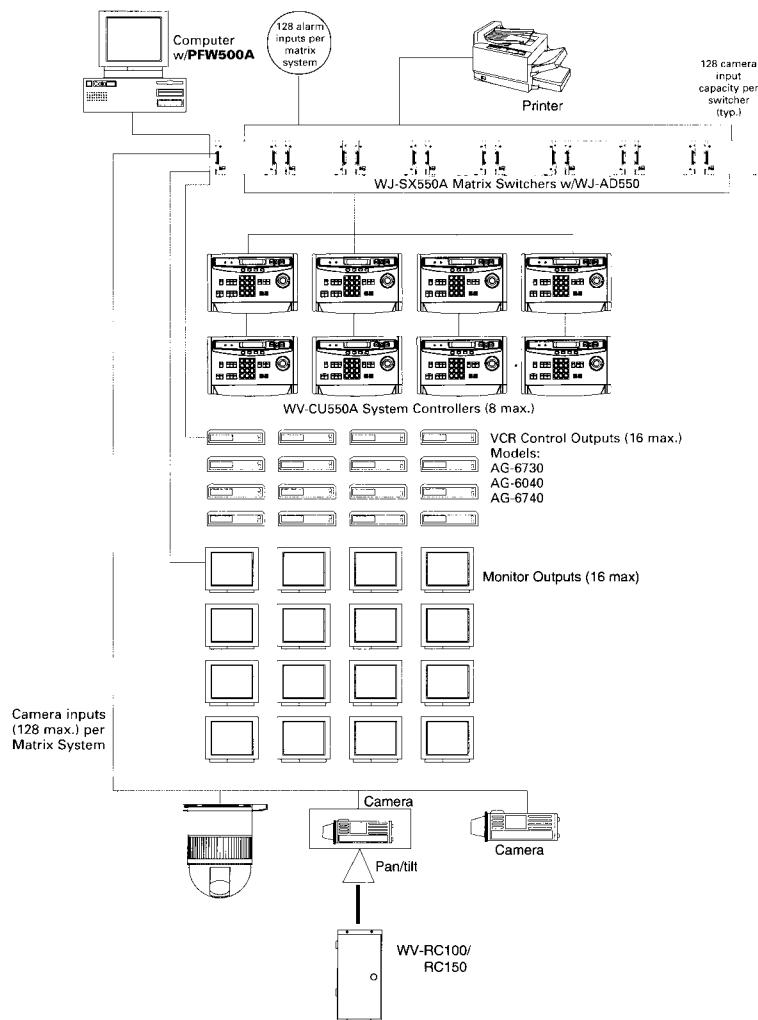 Computer
w/PFW500A
128 alarm
inputs per
matrix
system
Printer
128 camera
input
capacity per
switcher
(typ.)
WJ-SX550A Matrix Switchers w/WJ-AD550
WV-CU550A System Controllers (8 max.)
VCR Control Outputs (16 max.)
Models:
AG-6730
AG-6040
AG-6740
Monitor Outputs (16 max)
Camera inputs
(128 max.) per
Matrix System
Camera
Camera
Pan/tilt
WV-RC100/
RC150